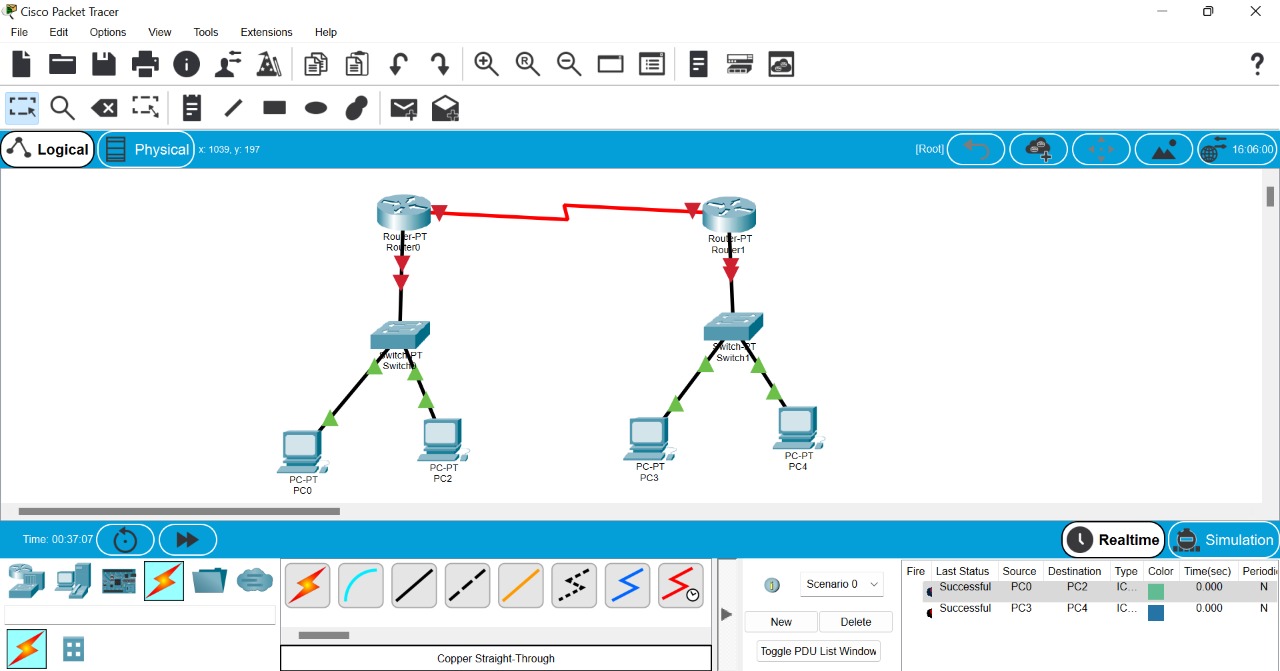 Cisco Packet Tracer
File Edit Options View Tools Extensions Help
R
?
Logical Physical x: 1039, y: 197 [Root] 16:06:00
Router-PT
Router0
Router-PT
Router1
Switch-PT
Switch0
Switch-PT
Switch1
PC-PT
PC0
PC-PT
PC2
PC-PT
PC3
PC-PT
PC4
Time: 00:37:07 Realtime Simulation
Scenario 0
New Delete
Toggle PDU List Window
Fire Last Status Source Destination Type Color Time(sec) Periodic
Successful PC0 PC2 IC... 0.000 N
Successful PC3 PC4 IC... 0.000 N
Copper Straight-Through